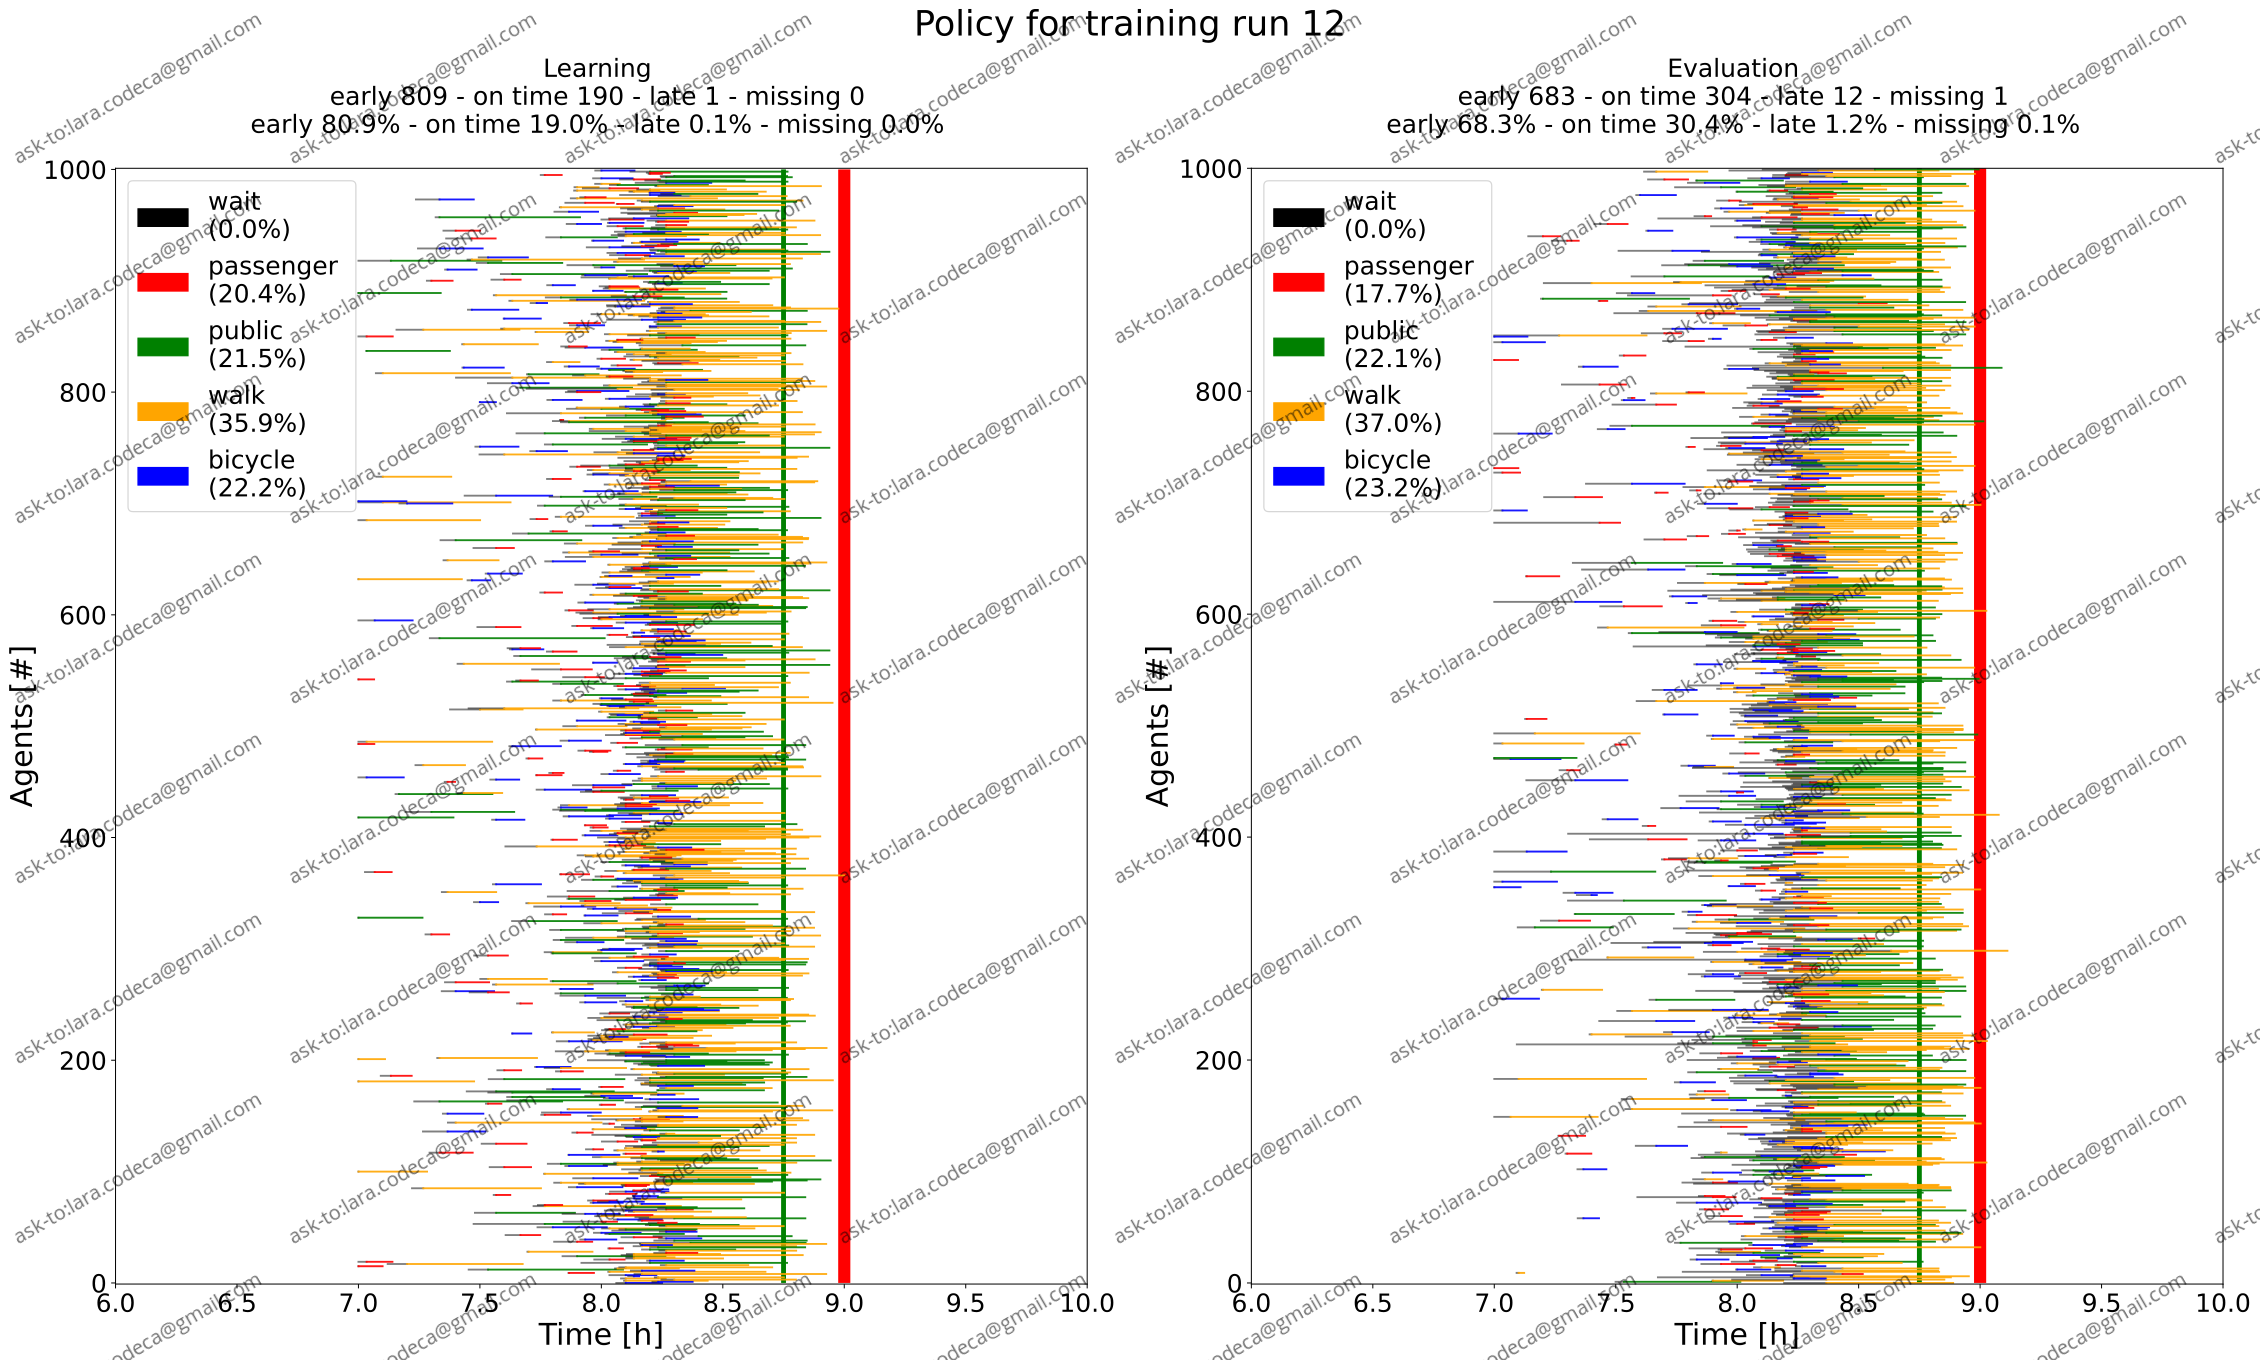 Policy for training run 12
Learning
early 809 - on time 190 - late 1 - missing 0
early 80.9% - on time 19.0% - late 0.1% - missing 0.0%
1000
800
600
400
200
0
Agents [#]
wait
(0.0%)
passenger
(20.4%)
public
(21.5%)
walk
(35.9%)
bicycle
(22.2%)
6.0 6.5 7.0 7.5 8.0 8.5 9.0 9.5 10.0
Time [h]
Evaluation
early 683 - on time 304 - late 12 - missing 1
early 68.3% - on time 30.4% - late 1.2% - missing 0.1%
1000
800
600
400
200
0
Agents [#]
wait
(0.0%)
passenger
(17.7%)
public
(22.1%)
walk
(37.0%)
bicycle
(23.2%)
6.0 6.5 7.0 7.5 8.0 8.5 9.0 9.5 10.0
Time [h]
ask-to:lara.codeca@gmail.com